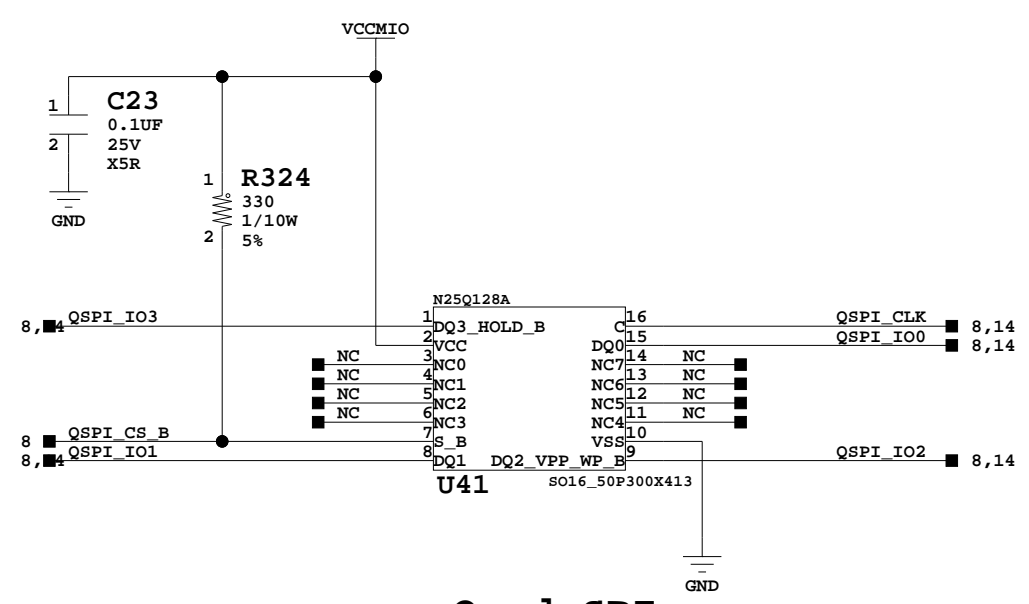 VCCMIO
1
C23
0.1UF
2
25V
X5R
GND
1
R324
330
1/10W
2
5%
N25Q128A
8,14 QSPI_IO3 1 DQ3_HOLD_B C 16 QSPI_CLK 8,14
2 VCC DQ0 15 QSPI_IO0 8,14
NC 3 NC0 NC7 14 NC
NC 4 NC1 NC6 13 NC
NC 5 NC2 NC5 12 NC
NC 6 NC3 NC4 11 NC
8 QSPI_CS_B 7 S_B VSS 10
8,14 QSPI_IO1 8 DQ1 DQ2_VPP_WP_B 9 QSPI_IO2 8,14
U41
SO16_50P300X413
GND